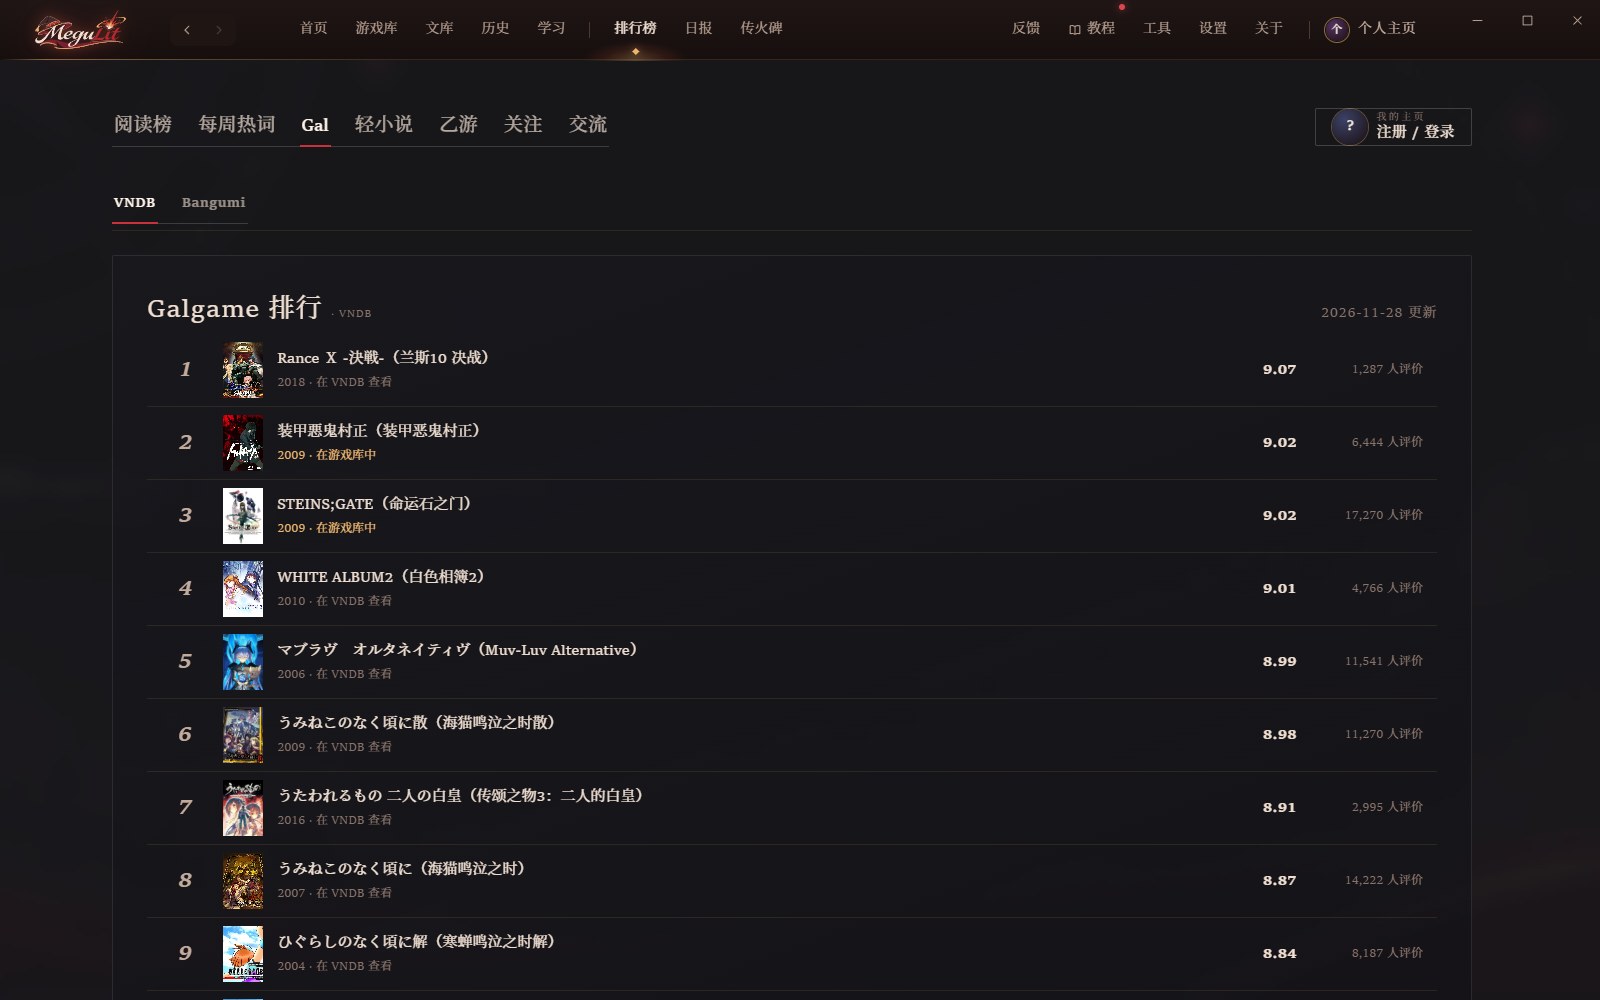 MeguLit
首页 游戏库 文库 历史 学习 排行榜 日报 传火碑 反馈 教程 工具 设置 关于 个 个人主页
阅读榜 每周热词 Gal 轻小说 乙游 关注 交流
? 我的主页
注册 / 登录
VNDB Bangumi
Galgame 排行 · VNDB 2026-11-28 更新
1 Rance Ⅹ -決戦-（兰斯10 决战） 9.07 1,287 人评价
2018 · 在 VNDB 查看
2 装甲悪鬼村正（装甲恶鬼村正） 9.02 6,444 人评价
2009 · 在游戏库中
3 STEINS;GATE（命运石之门） 9.02 17,270 人评价
2009 · 在游戏库中
4 WHITE ALBUM2（白色相簿2） 9.01 4,766 人评价
2010 · 在 VNDB 查看
5 マブラヴ　オルタネイティヴ（Muv-Luv Alternative） 8.99 11,541 人评价
2006 · 在 VNDB 查看
6 うみねこのなく頃に散（海猫鸣泣之时散） 8.98 11,270 人评价
2009 · 在 VNDB 查看
7 うたわれるもの 二人の白皇（传颂之物3：二人的白皇） 8.91 2,995 人评价
2016 · 在 VNDB 查看
8 うみねこのなく頃に（海猫鸣泣之时） 8.87 14,222 人评价
2007 · 在 VNDB 查看
9 ひぐらしのなく頃に解（寒蝉鸣泣之时解） 8.84 8,187 人评价
2004 · 在 VNDB 查看